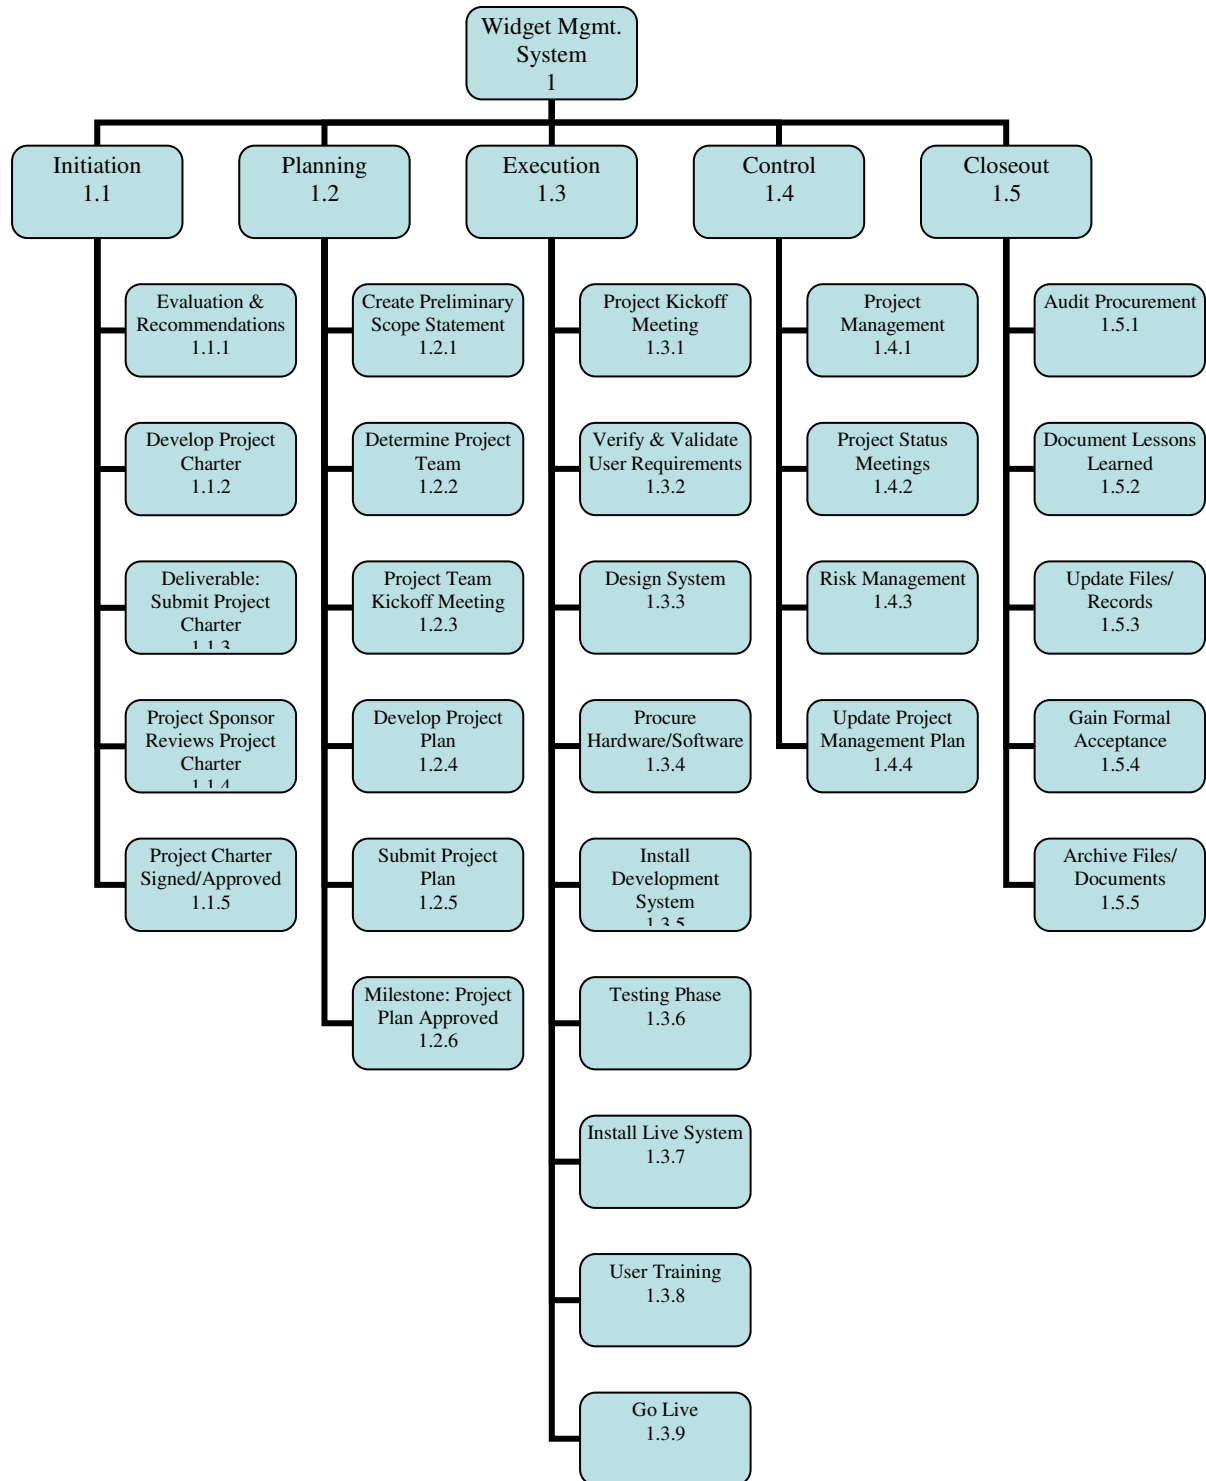 Widget Mgmt.
System
1
Initiation
1.1
Planning
1.2
Execution
1.3
Control
1.4
Closeout
1.5
Evaluation &
Recommendations
1.1.1
Create Preliminary
Scope Statement
1.2.1
Project Kickoff
Meeting
1.3.1
Project
Management
1.4.1
Audit Procurement
1.5.1
Develop Project
Charter
1.1.2
Determine Project
Team
1.2.2
Verify & Validate
User Requirements
1.3.2
Project Status
Meetings
1.4.2
Document Lessons
Learned
1.5.2
Deliverable:
Submit Project
Charter
1.1.3
Project Team
Kickoff Meeting
1.2.3
Design System
1.3.3
Risk Management
1.4.3
Update Files/
Records
1.5.3
Project Sponsor
Reviews Project
Charter
1.1.4
Develop Project
Plan
1.2.4
Procure
Hardware/Software
1.3.4
Update Project
Management Plan
1.4.4
Gain Formal
Acceptance
1.5.4
Project Charter
Signed/Approved
1.1.5
Submit Project
Plan
1.2.5
Install
Development
System
1.3.5
Archive Files/
Documents
1.5.5
Milestone: Project
Plan Approved
1.2.6
Testing Phase
1.3.6
Install Live System
1.3.7
User Training
1.3.8
Go Live
1.3.9